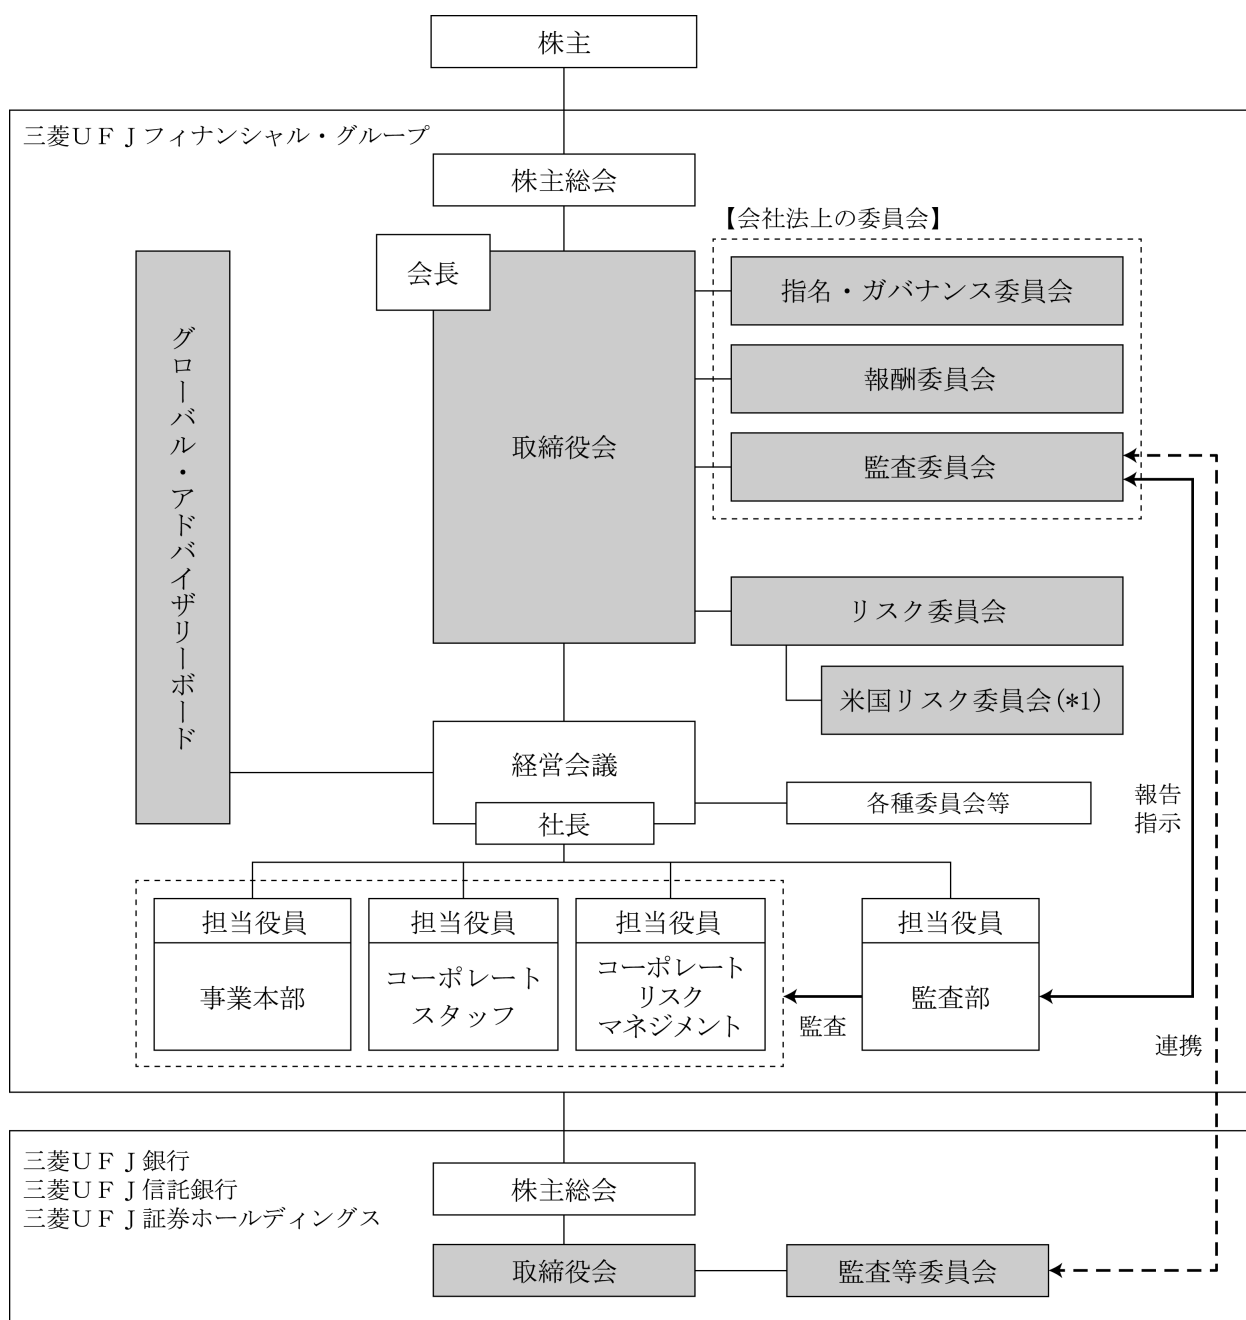 株主
三菱ＵＦＪフィナンシャル・グループ
株主総会
【会社法上の委員会】
会長
指名・ガバナンス委員会
グローバル・アドバイザリーボード
報酬委員会
取締役会
監査委員会
リスク委員会
米国リスク委員会(*1)
経営会議
各種委員会等
社長
報告
指示
担当役員
事業本部
担当役員
コーポレート
スタッフ
担当役員
コーポレート
リスク
マネジメント
監査
担当役員
監査部
連携
三菱ＵＦＪ銀行
三菱ＵＦＪ信託銀行
三菱ＵＦＪ証券ホールディングス
株主総会
取締役会
監査等委員会